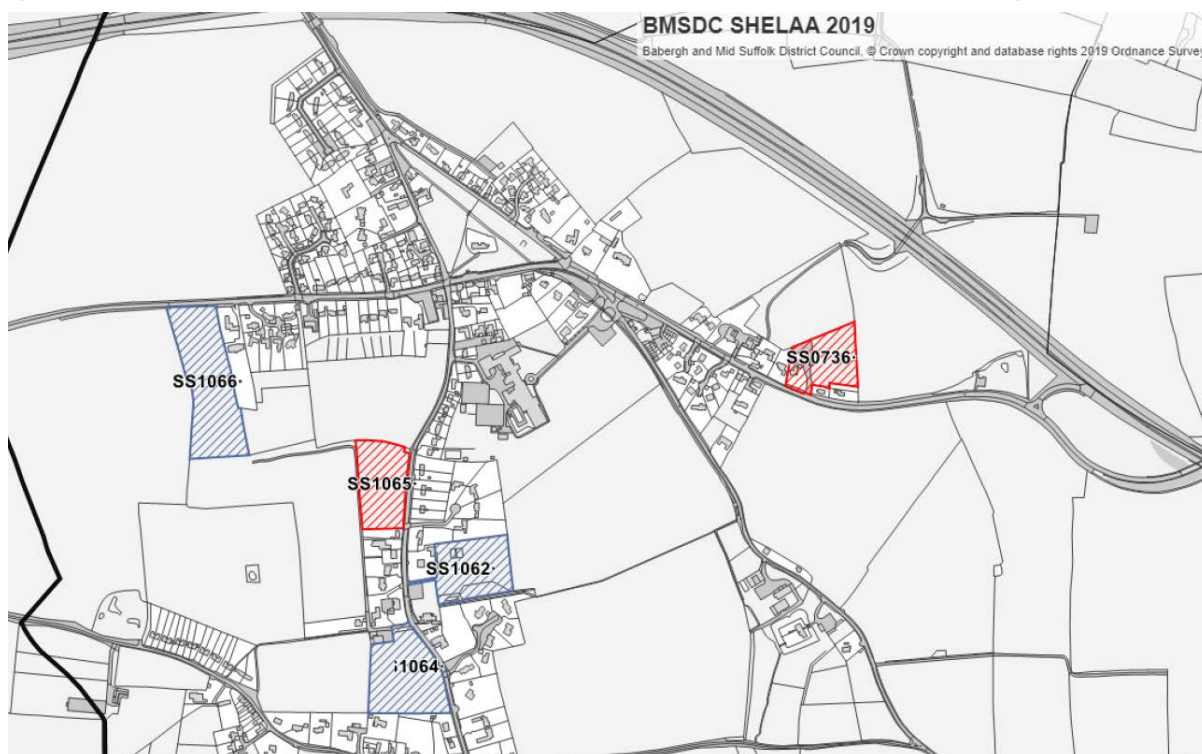 BMSDC SHELAA 2019
Babergh and Mid Suffolk District Council, © Crown copyright and database rights 2019 Ordnance Survey
SS0736
SS1066
SS1065
SS1062
1064